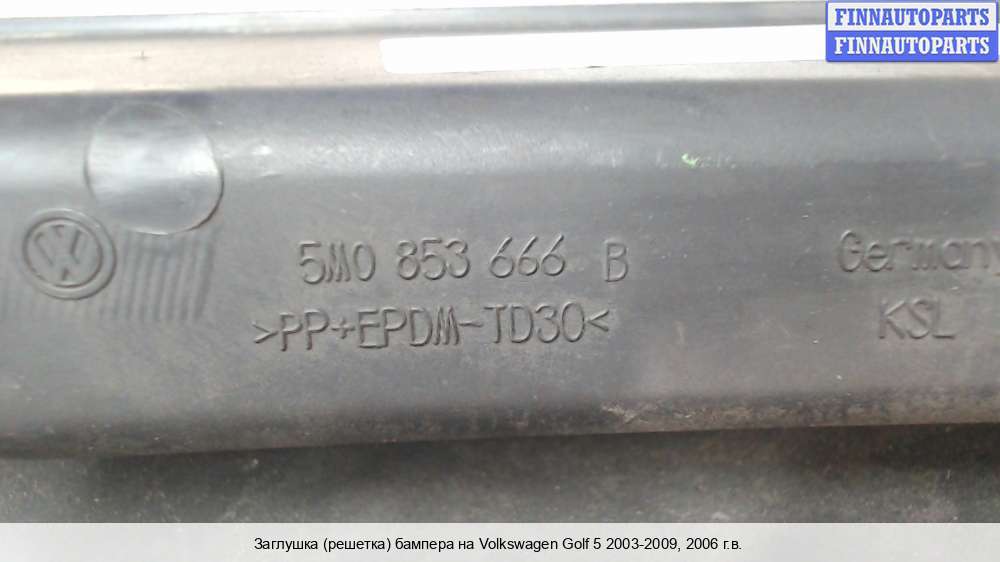 FINNAUTOPARTS
FINNAUTOPARTS
5M0 853 666 B
Germany
>PP+EPDM-TD30<
KSL
Заглушка (решетка) бампера на Volkswagen Golf 5 2003-2009, 2006 г.в.